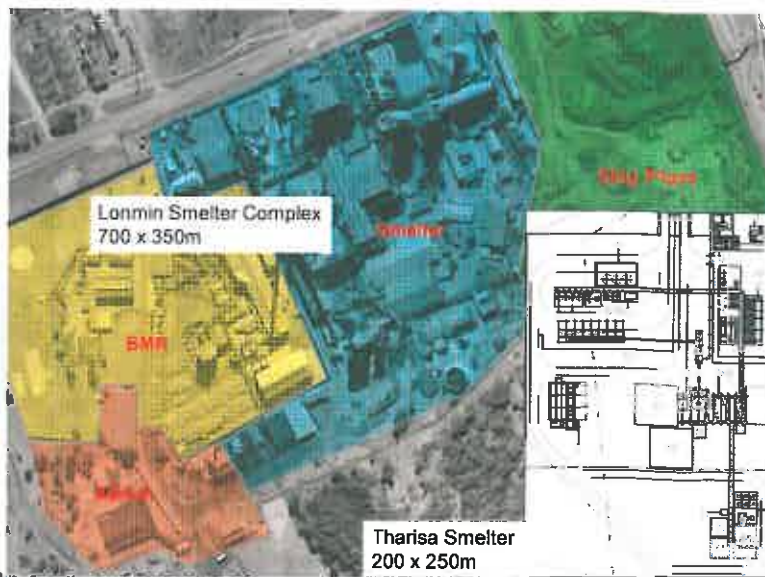 Lonmin Smelter Complex
700 x 350m
Smelter
BMR
Tharisa Smelter
200 x 250m